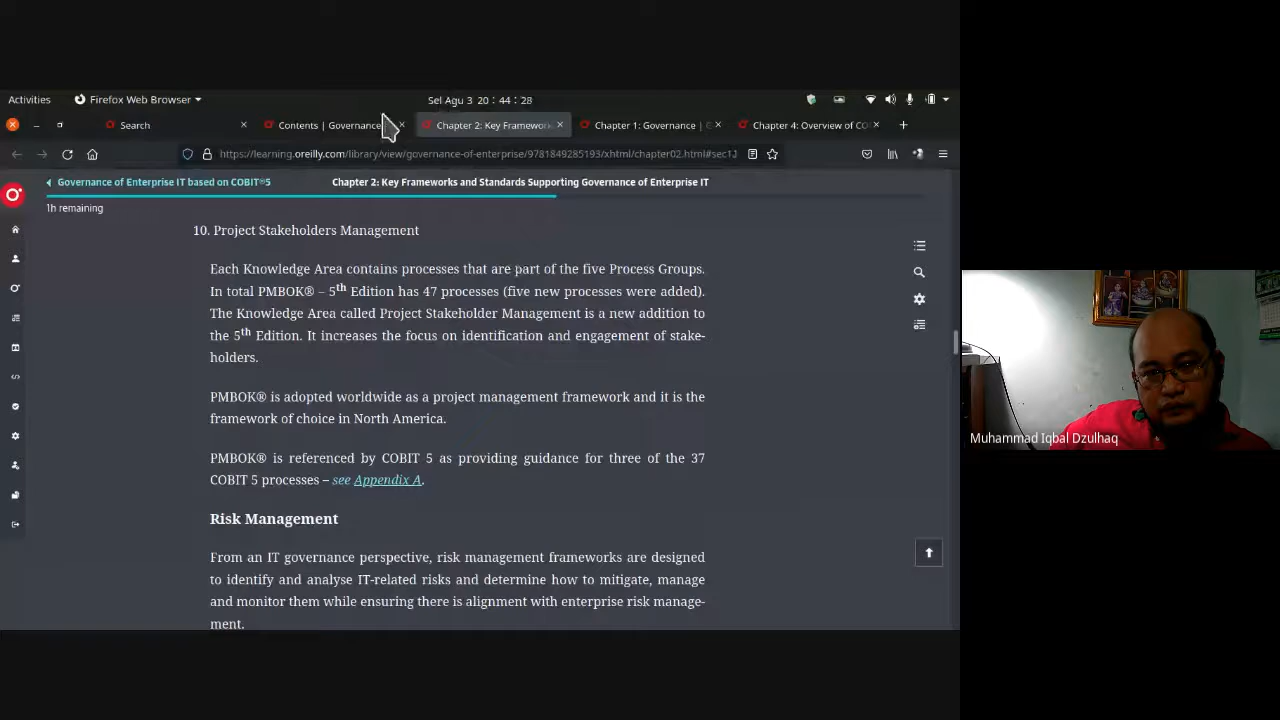 Activities Firefox Web Browser Sel Agu 3 20:44:28
Search Contents | Governance Chapter 2: Key Framework Chapter 1: Governance | Chapter 4: Overview of CO
https://learning.oreilly.com/library/view/governance-of-enterprise/9781849285193/xhtml/chapter02.html#sec1
Governance of Enterprise IT based on COBIT®5 Chapter 2: Key Frameworks and Standards Supporting Governance of Enterprise IT
1h remaining
10. Project Stakeholders Management
Each Knowledge Area contains processes that are part of the five Process Groups.
In total PMBOK® – 5th Edition has 47 processes (five new processes were added).
The Knowledge Area called Project Stakeholder Management is a new addition to
the 5th Edition. It increases the focus on identification and engagement of stake-
holders.
PMBOK® is adopted worldwide as a project management framework and it is the
framework of choice in North America.
PMBOK® is referenced by COBIT 5 as providing guidance for three of the 37
COBIT 5 processes – see Appendix A.
Risk Management
From an IT governance perspective, risk management frameworks are designed
to identify and analyse IT-related risks and determine how to mitigate, manage
and monitor them while ensuring there is alignment with enterprise risk manage-
ment.
Muhammad Iqbal Dzulhaq